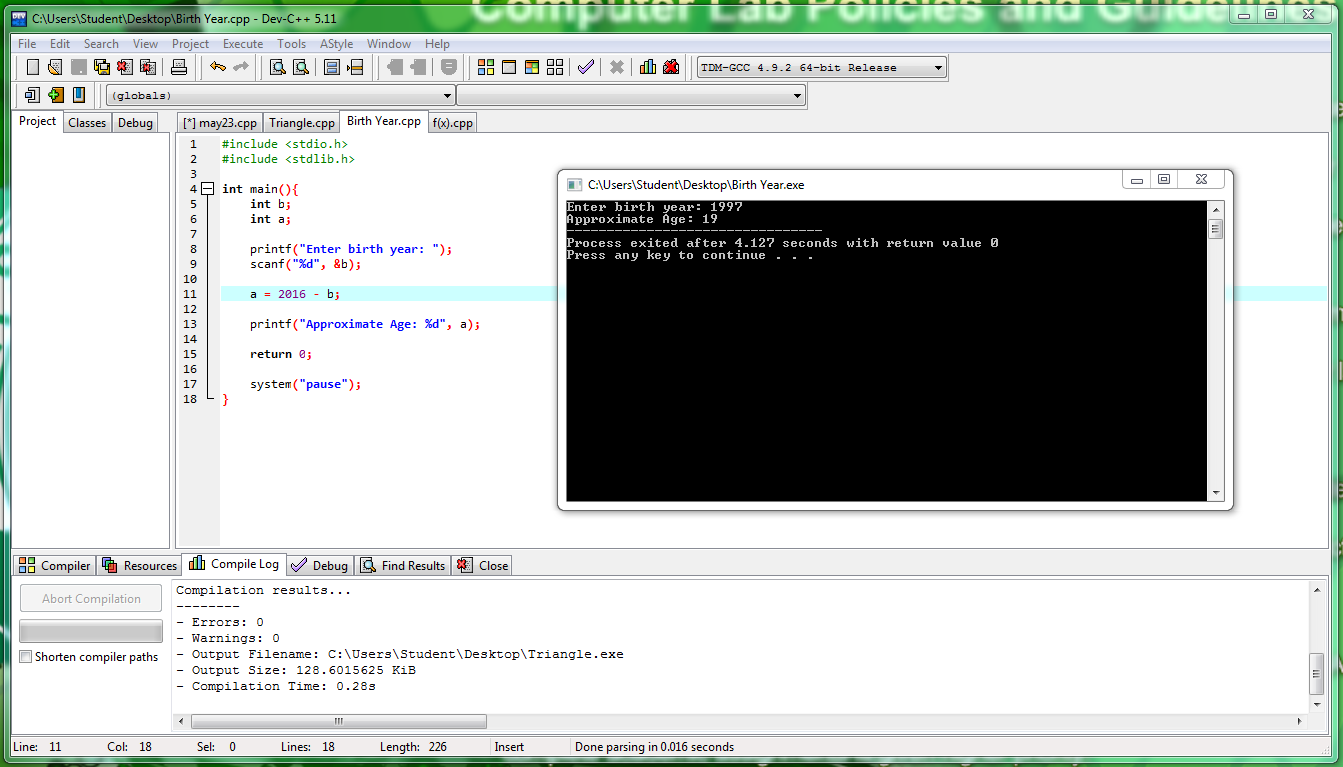 Computer Lab Policies and Guidelines
C:\Users\Student\Desktop\Birth Year.cpp - Dev-C++ 5.11
File Edit Search View Project Execute Tools AStyle Window Help
TDM-GCC 4.9.2 64-bit Release
(globals)
Project Classes Debug
[*] may23.cpp Triangle.cpp Birth Year.cpp f(x).cpp
1 #include <stdio.h>
2 #include <stdlib.h>
3
4 int main(){
5 int b;
6 int a;
7
8 printf("Enter birth year: ");
9 scanf("%d", &b);
10
11 a = 2016 - b;
12
13 printf("Approximate Age: %d", a);
14
15 return 0;
16
17 system("pause");
18 }
C:\Users\Student\Desktop\Birth Year.exe
Enter birth year: 1997
Approximate Age: 19
--------------------------------
Process exited after 4.127 seconds with return value 0
Press any key to continue . . .
Compiler Resources Compile Log Debug Find Results Close
Abort Compilation
Shorten compiler paths
Compilation results...
--------
- Errors: 0
- Warnings: 0
- Output Filename: C:\Users\Student\Desktop\Triangle.exe
- Output Size: 128.6015625 KiB
- Compilation Time: 0.28s
Line: 11 Col: 18 Sel: 0 Lines: 18 Length: 226 Insert Done parsing in 0.016 seconds